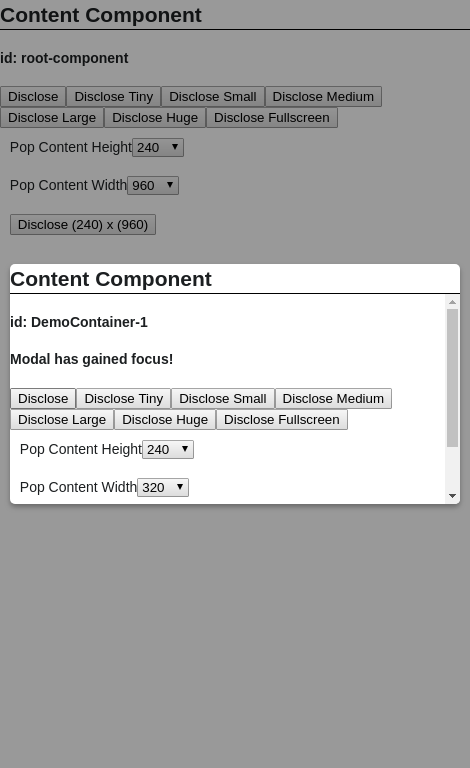 Content Component
id: root-component
Disclose Disclose Tiny Disclose Small Disclose Medium
Disclose Large Disclose Huge Disclose Fullscreen
Pop Content Height 240
Pop Content Width 960
Disclose (240) x (960)
Content Component
id: DemoContainer-1
Modal has gained focus!
Disclose Disclose Tiny Disclose Small Disclose Medium
Disclose Large Disclose Huge Disclose Fullscreen
Pop Content Height 240
Pop Content Width 320